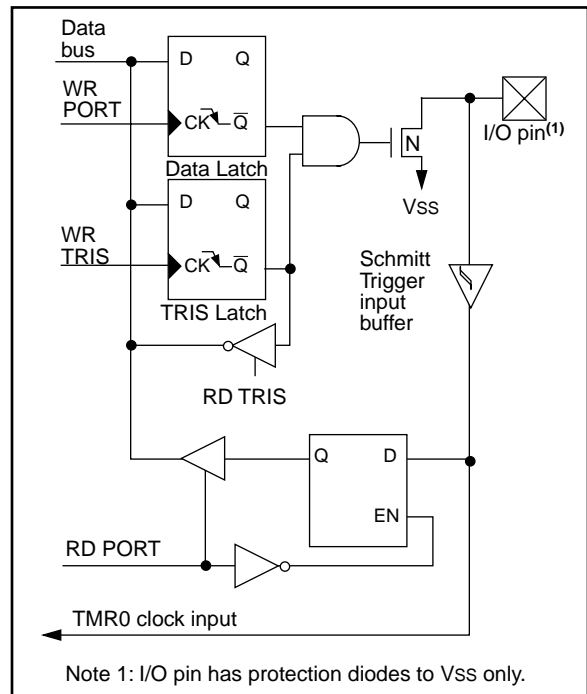 Data
bus
D
Q
WR
PORT
CK
Q̅
N
I/O pin(1)
Data Latch
VSS
D
Q
WR
TRIS
CK
Q̅
Schmitt
Trigger
input
buffer
TRIS Latch
RD TRIS
Q
D
EN
RD PORT
TMR0 clock input
Note 1: I/O pin has protection diodes to VSS only.